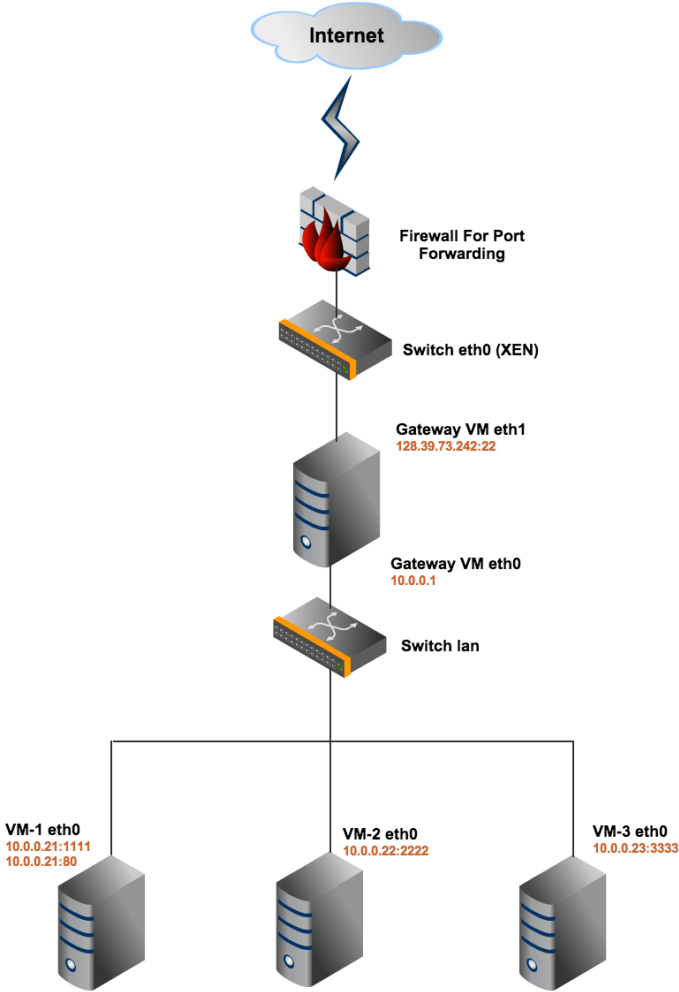 Internet
Firewall For Port
Forwarding
Switch eth0 (XEN)
Gateway VM eth1
128.39.73.242:22
Gateway VM eth0
10.0.0.1
Switch lan
VM-1 eth0
10.0.0.21:1111
10.0.0.21:80
VM-2 eth0
10.0.0.22:2222
VM-3 eth0
10.0.0.23:3333